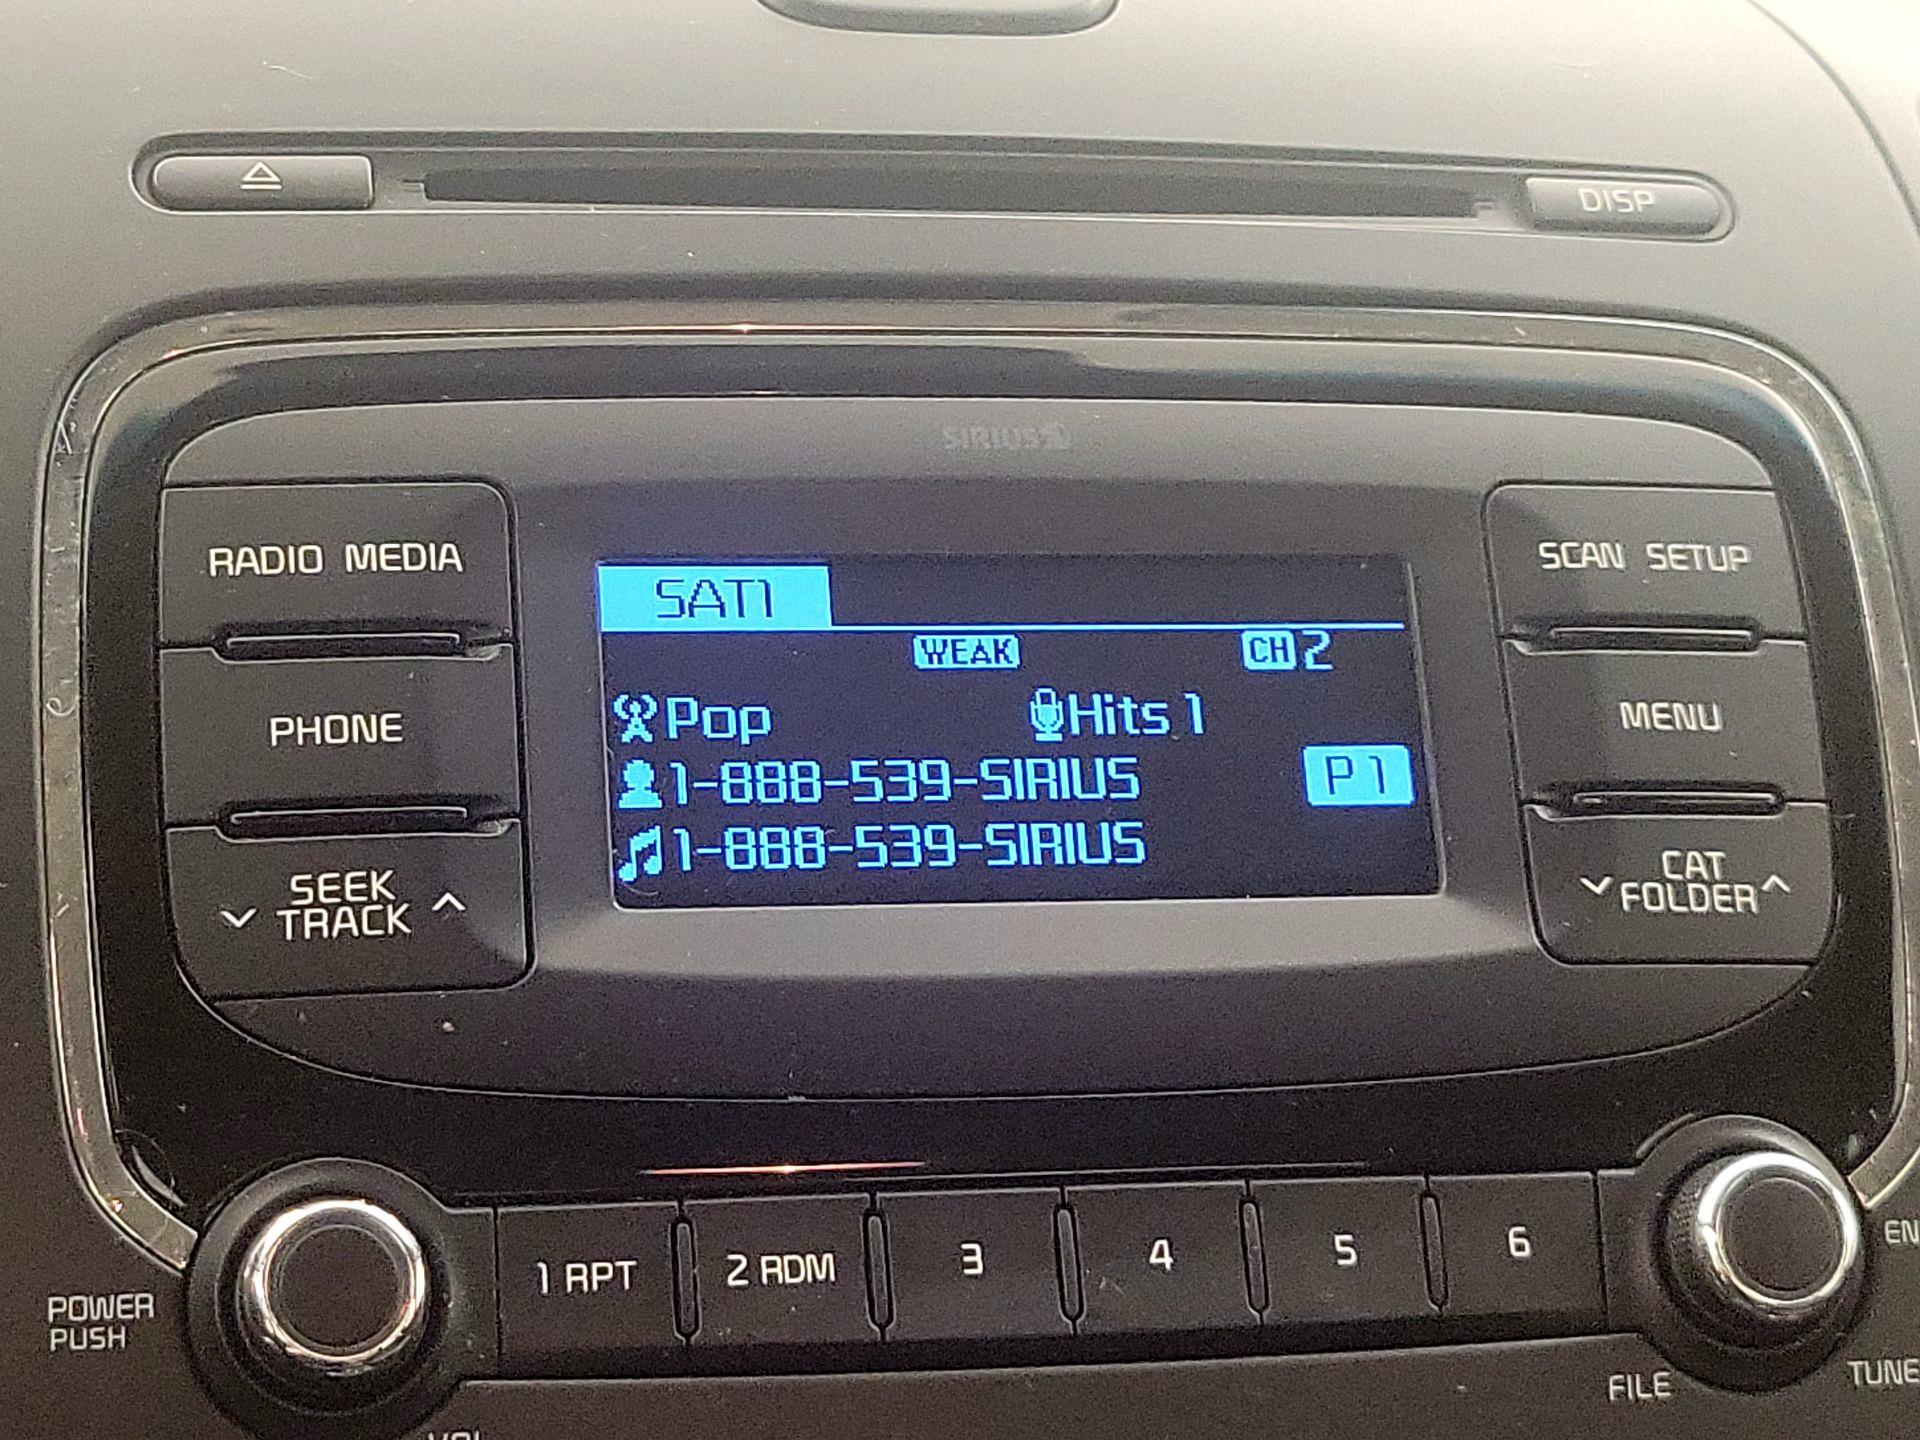 DISP
SIRIUS
RADIO MEDIA
SCAN SETUP
SAT1
WEAK CH 2
PHONE
MENU
Pop Hits 1
1-888-539-SIRIUS P1
1-888-539-SIRIUS
SEEK
TRACK
CAT
FOLDER
1 RPT 2 RDM 3 4 5 6
POWER
PUSH
FILE
TUNE